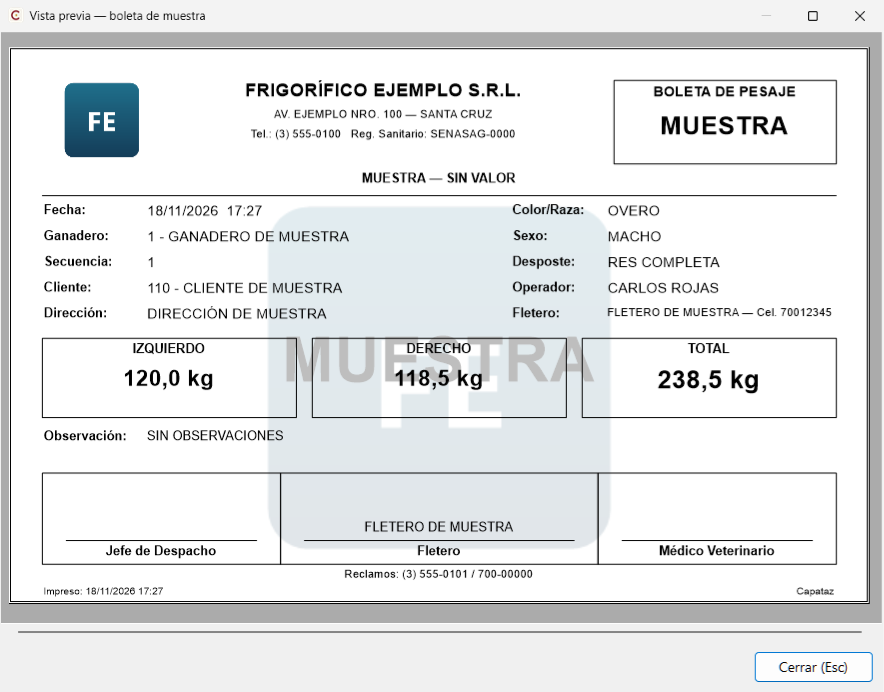 Vista previa — boleta de muestra
FE
FRIGORÍFICO EJEMPLO S.R.L.
AV. EJEMPLO NRO. 100 — SANTA CRUZ
Tel.: (3) 555-0100 Reg. Sanitario: SENASAG-0000
BOLETA DE PESAJE
MUESTRA
MUESTRA — SIN VALOR
Fecha: 18/11/2026 17:27 Color/Raza: OVERO
Ganadero: 1 - GANADERO DE MUESTRA Sexo: MACHO
Secuencia: 1 Desposte: RES COMPLETA
Cliente: 110 - CLIENTE DE MUESTRA Operador: CARLOS ROJAS
Dirección: DIRECCIÓN DE MUESTRA Fletero: FLETERO DE MUESTRA — Cel. 70012345
IZQUIERDO DERECHO TOTAL
120,0 kg 118,5 kg 238,5 kg
MUESTRA
FE
Observación: SIN OBSERVACIONES
FLETERO DE MUESTRA
Jefe de Despacho Fletero Médico Veterinario
Reclamos: (3) 555-0101 / 700-00000
Impreso: 18/11/2026 17:27 Capataz
Cerrar (Esc)